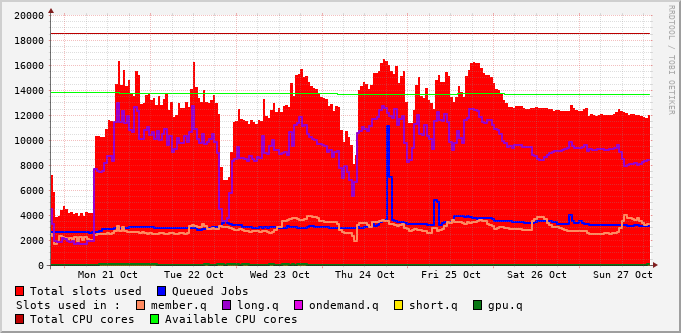 RRDTOOL / TOBI OETIKER
20000
18000
16000
14000
12000
10000
8000
6000
4000
2000
0
Mon 21 Oct Tue 22 Oct Wed 23 Oct Thu 24 Oct Fri 25 Oct Sat 26 Oct Sun 27 Oct
Total slots used Queued Jobs
Slots used in : member.q long.q ondemand.q short.q gpu.q
Total CPU cores Available CPU cores